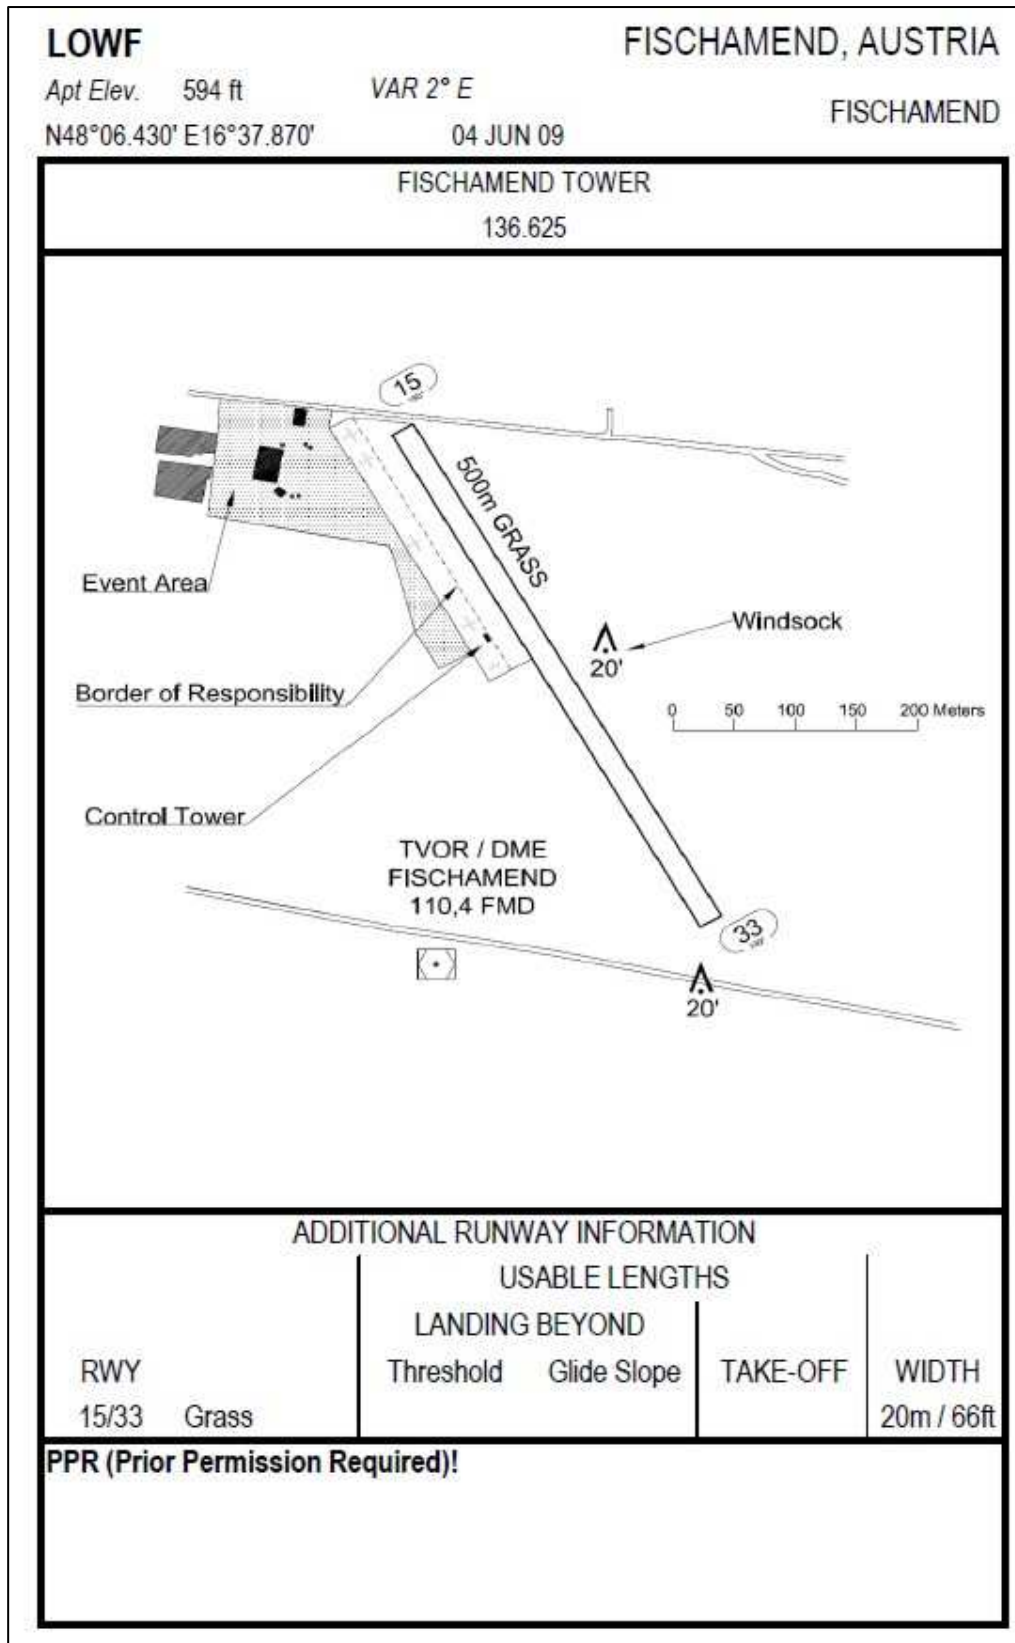 LOWF
FISCHAMEND, AUSTRIA
Apt Elev. 594 ft VAR 2° E
FISCHAMEND
N48°06.430' E16°37.870' 04 JUN 09
FISCHAMEND TOWER
136.625
15
500m GRASS
Event Area
Windsock
20'
Border of Responsibility
0 50 100 150 200 Meters
Control Tower
TVOR / DME
FISCHAMEND
110,4 FMD
33
20'
ADDITIONAL RUNWAY INFORMATION
USABLE LENGTHS
LANDING BEYOND
RWY Threshold Glide Slope TAKE-OFF WIDTH
15/33 Grass 20m / 66ft
PPR (Prior Permission Required)!